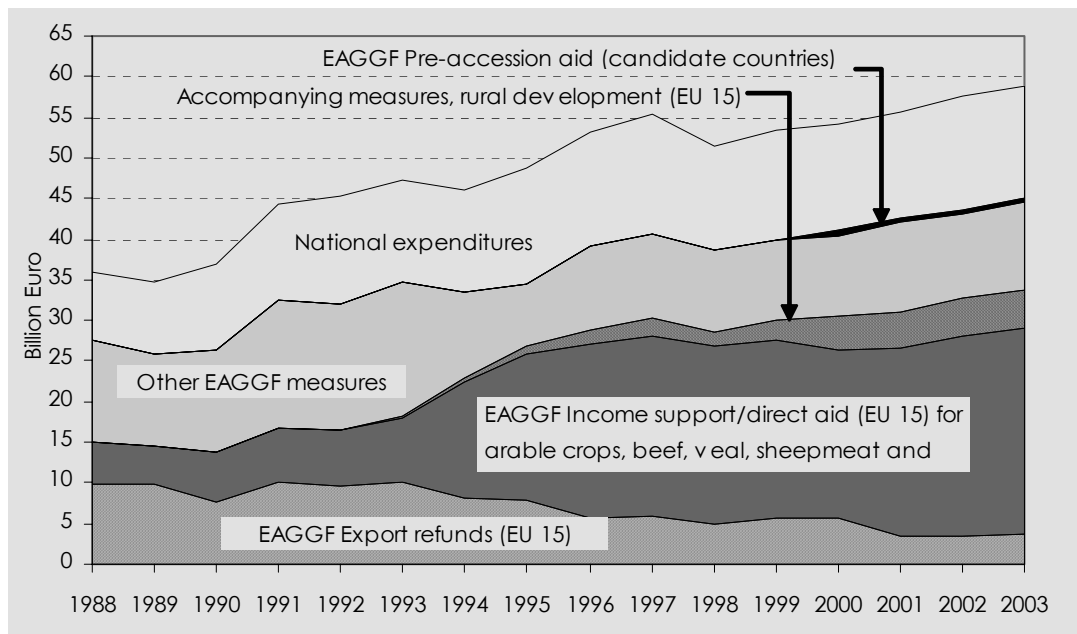 65
60
55
50
45
40
35
30
25
20
15
10
5
0
Billion Euro
EAGGF Pre-accession aid (candidate countries)
Accompanying measures, rural development (EU 15)
National expenditures
Other EAGGF measures
EAGGF Income support/direct aid (EU 15) for
arable crops, beef, veal, sheepmeat and
EAGGF Export refunds (EU 15)
1988 1989 1990 1991 1992 1993 1994 1995 1996 1997 1998 1999 2000 2001 2002 2003